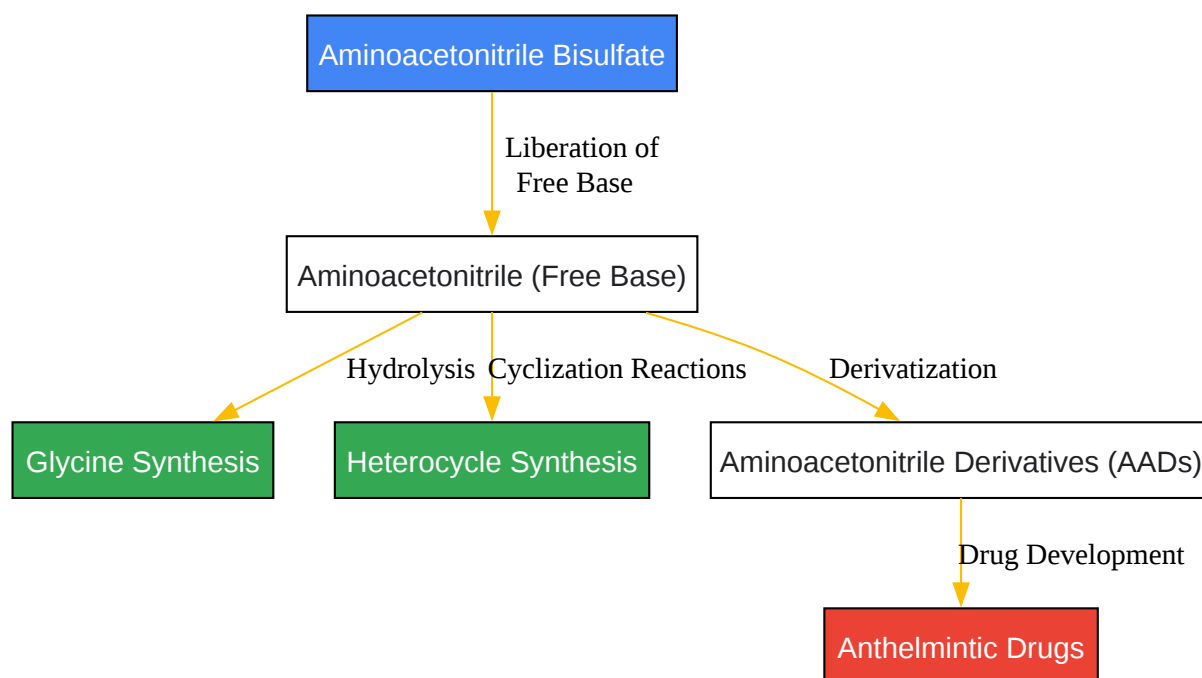 Aminoacetonitrile Bisulfate
Liberation of
Free Base
Aminoacetonitrile (Free Base)
Hydrolysis
Cyclization Reactions
Derivatization
Glycine Synthesis
Heterocycle Synthesis
Aminoacetonitrile Derivatives (AADs)
Drug Development
Anthelmintic Drugs